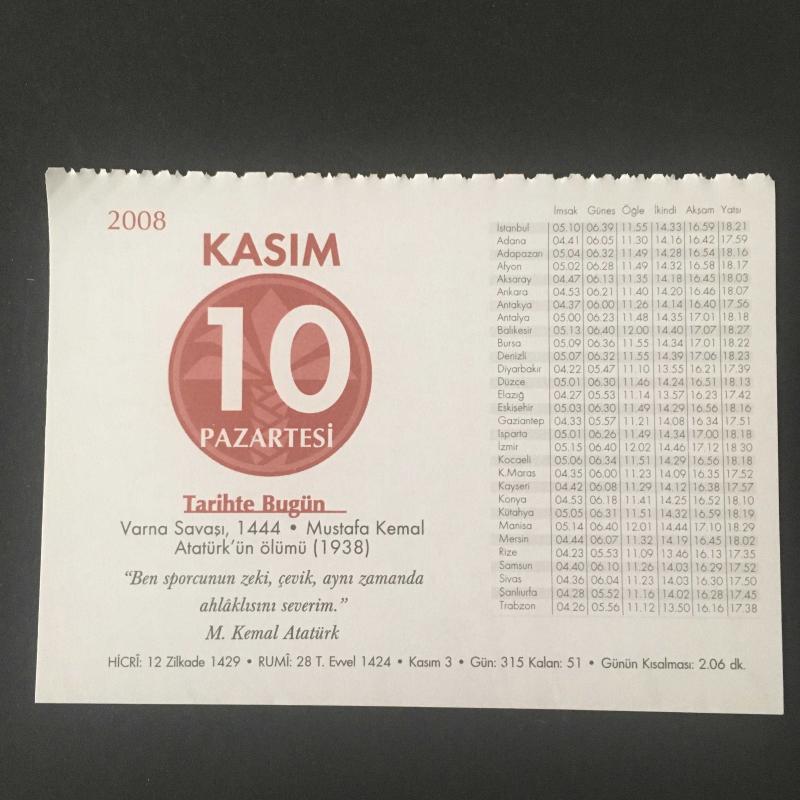 2008
KASIM
10
PAZARTESİ
Tarihte Bugün
Varna Savaşı, 1444 • Mustafa Kemal
Atatürk'ün ölümü (1938)
“Ben sporcunun zeki, çevik, aynı zamanda
ahlâklısını severim.”
M. Kemal Atatürk
İmsak Günes Öğle İkindi Aksam Yatsı
İstanbul 05.10 06.39 11.55 14.33 16.59 18.21
Adana 04.41 06.05 11.30 14.16 16.42 17.59
Adapazarı 05.04 06.32 11.49 14.28 16.54 18.16
Afyon 05.02 06.28 11.49 14.32 16.58 18.17
Aksaray 04.47 06.13 11.35 14.18 16.45 18.03
Ankara 04.53 06.21 11.40 14.20 16.46 18.07
Antakya 04.37 06.00 11.26 14.14 16.40 17.56
Antalya 05.00 06.23 11.48 14.35 17.01 18.18
Balıkesir 05.13 06.40 12.00 14.40 17.07 18.27
Bursa 05.09 06.36 11.55 14.34 17.01 18.22
Denizli 05.07 06.32 11.55 14.39 17.06 18.23
Diyarbakır 04.22 05.47 11.10 13.55 16.21 17.39
Düzce 05.01 06.30 11.46 14.24 16.51 18.13
Elazığ 04.27 05.53 11.14 13.57 16.23 17.42
Eskişehir 05.03 06.30 11.49 14.29 16.56 18.16
Gaziantep 04.33 05.57 11.21 14.08 16.34 17.51
Isparta 05.01 06.26 11.49 14.34 17.00 18.18
İzmir 05.15 06.40 12.02 14.46 17.12 18.30
Kocaeli 05.06 06.34 11.51 14.29 16.56 18.18
K.Maras 04.35 06.00 11.23 14.09 16.35 17.52
Kayseri 04.42 06.08 11.29 14.12 16.38 17.57
Konya 04.53 06.18 11.41 14.25 16.52 18.10
Kütahya 05.05 06.31 11.51 14.32 16.59 18.19
Manisa 05.14 06.40 12.01 14.44 17.10 18.29
Mersin 04.44 06.07 11.32 14.19 16.45 18.02
Rize 04.23 05.53 11.09 13.46 16.13 17.35
Samsun 04.40 06.10 11.26 14.03 16.29 17.52
Sivas 04.36 06.04 11.23 14.03 16.30 17.50
Şanlıurfa 04.28 05.52 11.16 14.02 16.28 17.45
Trabzon 04.26 05.56 11.12 13.50 16.16 17.38
HİCRÎ: 12 Zilkade 1429 • RUMÎ: 28 T. Evvel 1424 • Kasım 3 • Gün: 315 Kalan: 51 • Günün Kısalması: 2.06 dk.